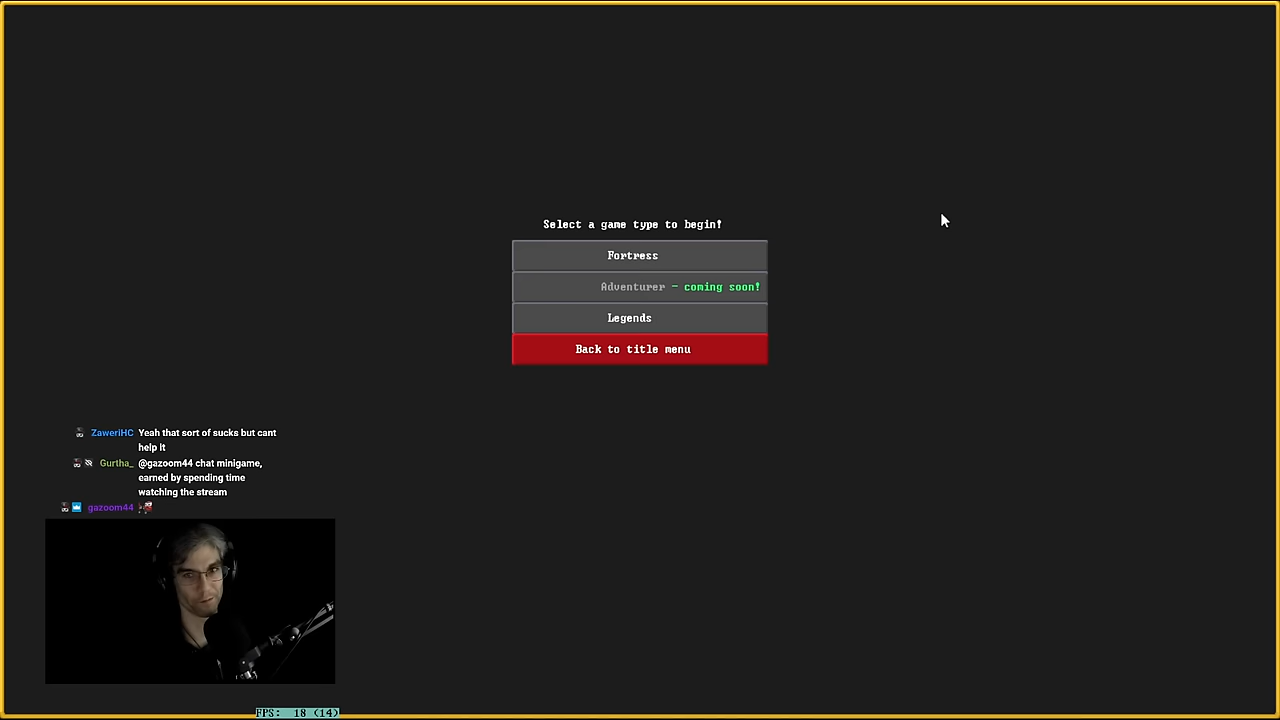 Select a game type to begin!
Fortress
Adventurer - coming soon!
Legends
Back to title menu
ZaweriHC Yeah that sort of sucks but cant
help it
Gurtha_ @gazoom44 chat minigame,
earned by spending time
watching the stream
gazoom44
FPS: 18 (14)